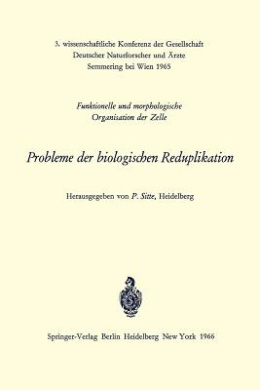 3. wissenschaftliche Konferenz der Gesellschaft
Deutscher Naturforscher und Ärzte
Semmering bei Wien 1965
Funktionelle und morphologische
Organisation der Zelle
Probleme der biologischen Reduplikation
Herausgegeben von P. Sitte, Heidelberg
Springer-Verlag Berlin Heidelberg New York 1966